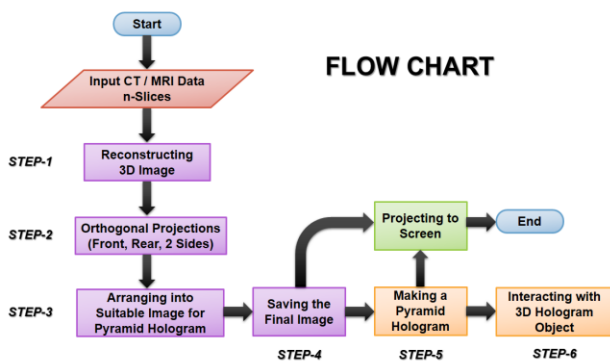 Start
FLOW CHART
Input CT / MRI Data
n-Slices
STEP-1
Reconstructing
3D Image
STEP-2
Orthogonal Projections
(Front, Rear, 2 Sides)
Projecting to
Screen
End
STEP-3
Arranging into
Suitable Image for
Pyramid Hologram
Saving the
Final Image
Making a
Pyramid
Hologram
Interacting with
3D Hologram
Object
STEP-4
STEP-5
STEP-6